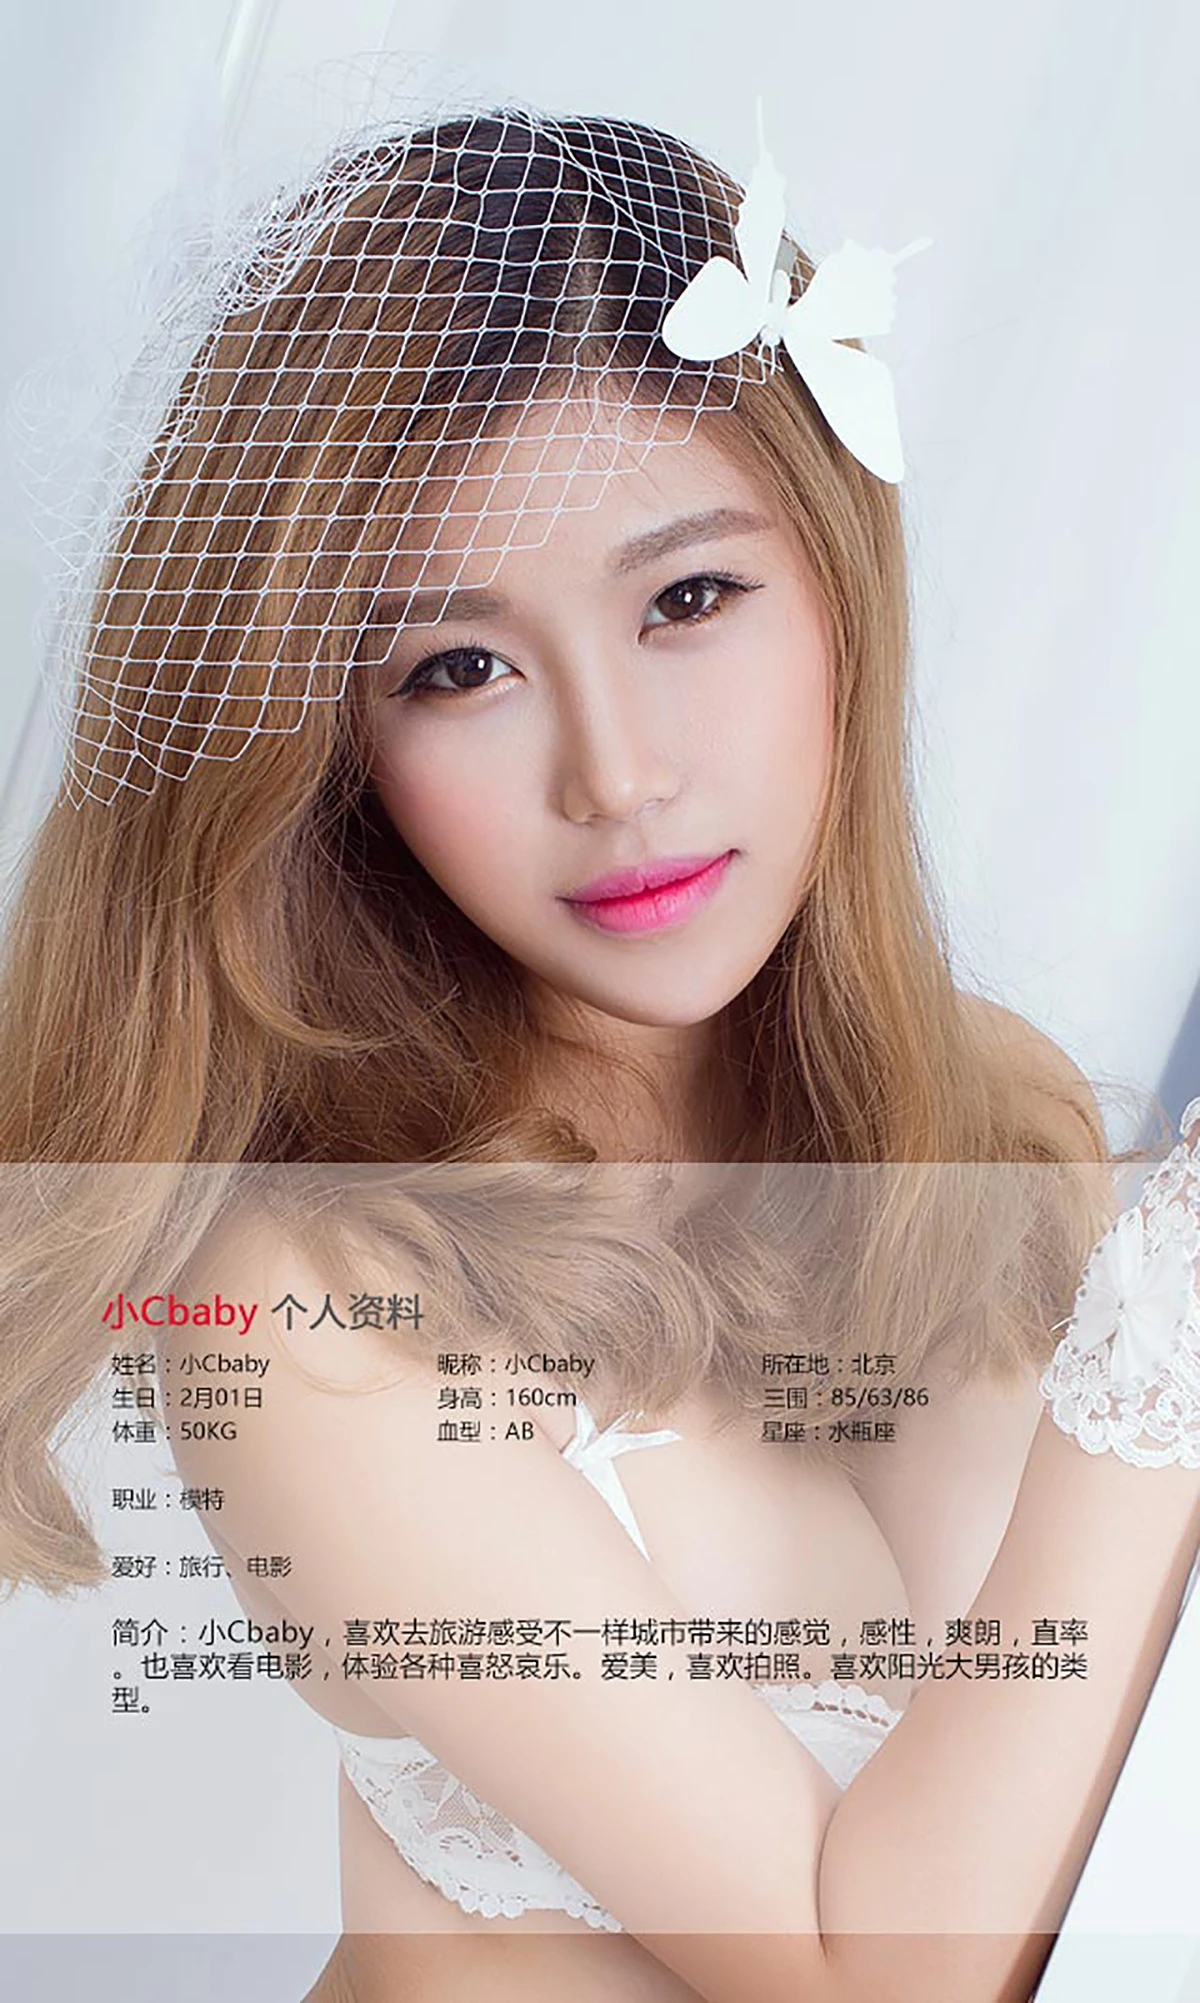 小Cbaby 个人资料
姓名：小Cbaby 昵称：小Cbaby 所在地：北京
生日：2月01日 身高：160cm 三围：85/63/86
体重：50KG 血型：AB 星座：水瓶座
职业：模特
爱好：旅行、电影
简介：小Cbaby，喜欢去旅游感受不一样城市带来的感觉，感性，爽朗，直率
。也喜欢看电影，体验各种喜怒哀乐。爱美，喜欢拍照。喜欢阳光大男孩的类
型。